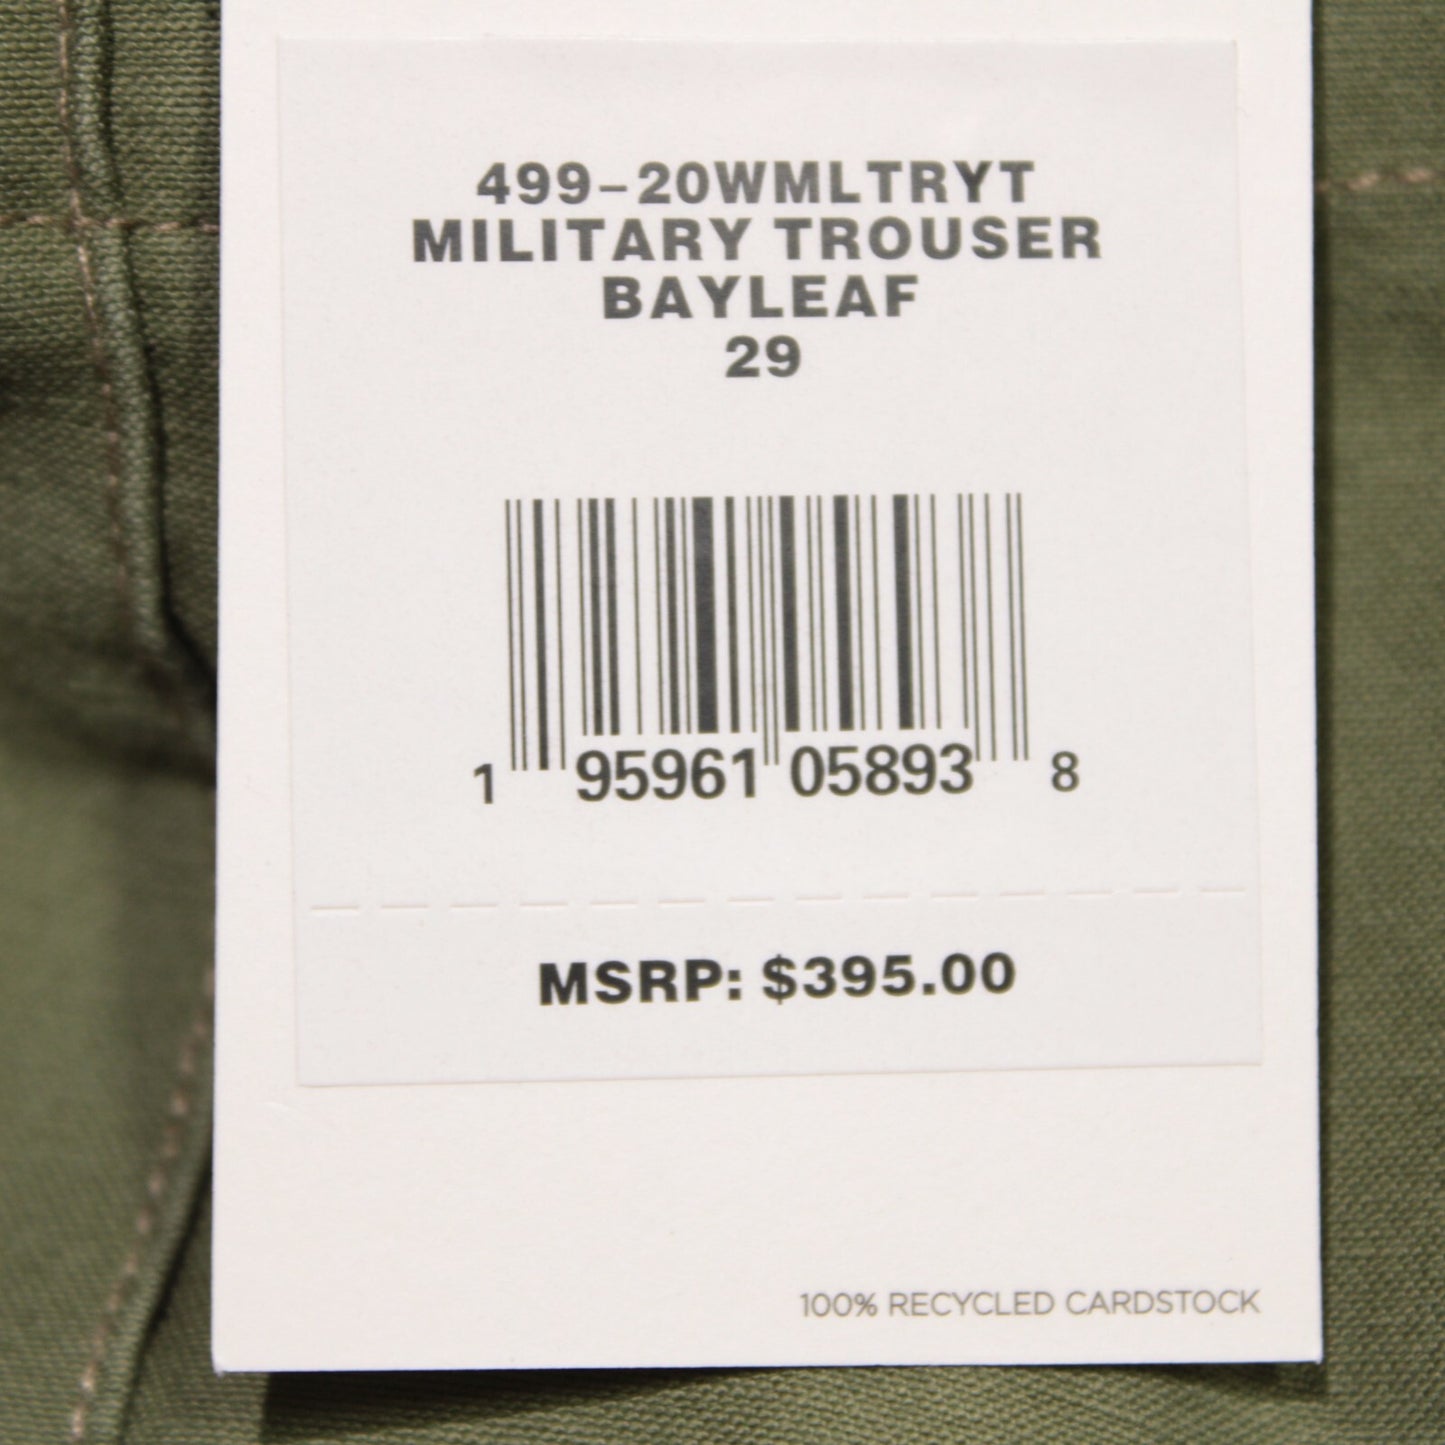 499-20WMLTRYT
MILITARY TROUSER
BAYLEAF
29
1 95961 05893 8
MSRP: $395.00
100% RECYCLED CARDSTOCK